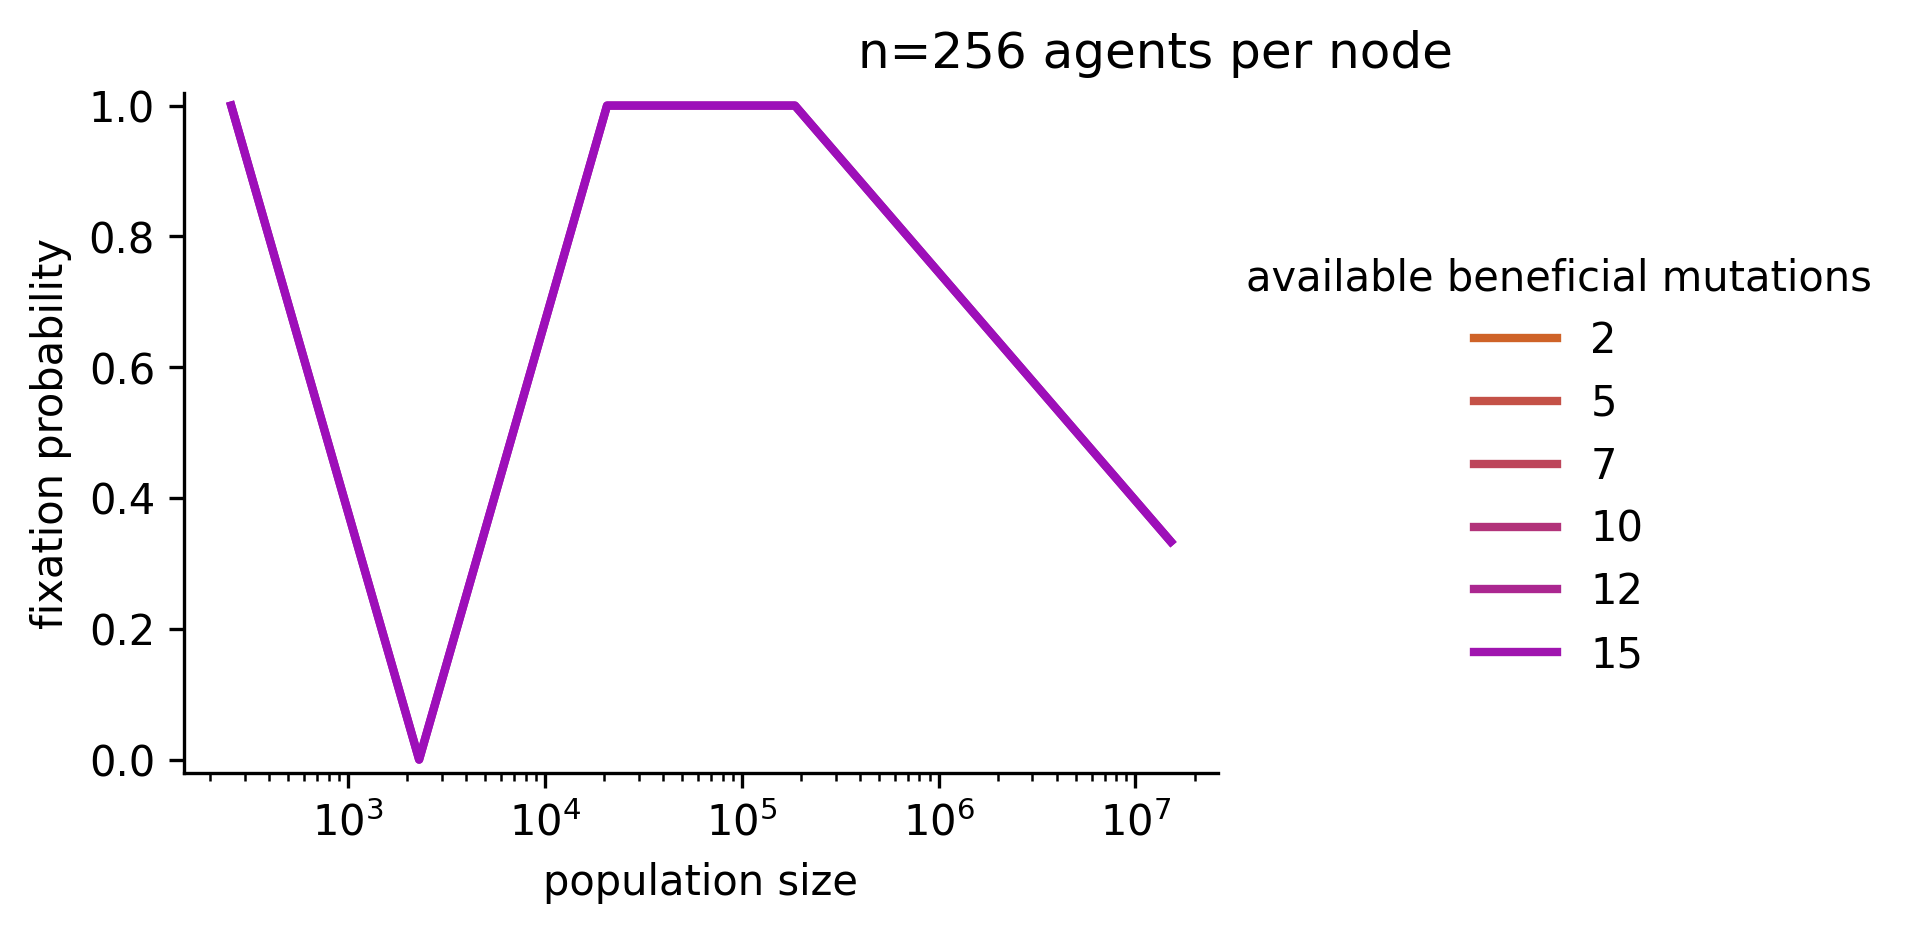 n=256 agents per node
fixation probability
1.0
0.8
0.6
0.4
0.2
0.0
10³ 10⁴ 10⁵ 10⁶ 10⁷
population size
available beneficial mutations
2
5
7
10
12
15